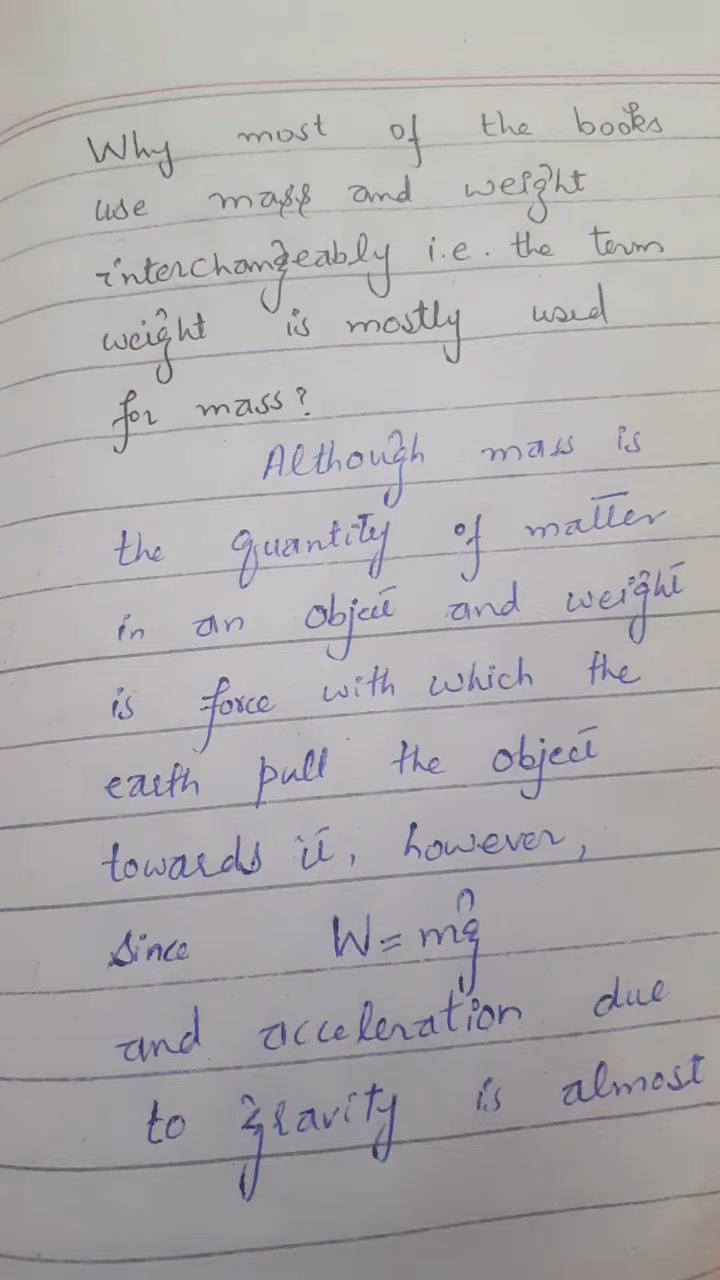 Why most of the books
use mass and weight
interchangeably i.e. the term
weight is mostly used
for mass?
Although mass is
the quantity of matter
in an object and weight
is force with which the
earth pull the object
towards it, however,
since W = mg
and acceleration due
to gravity is almost